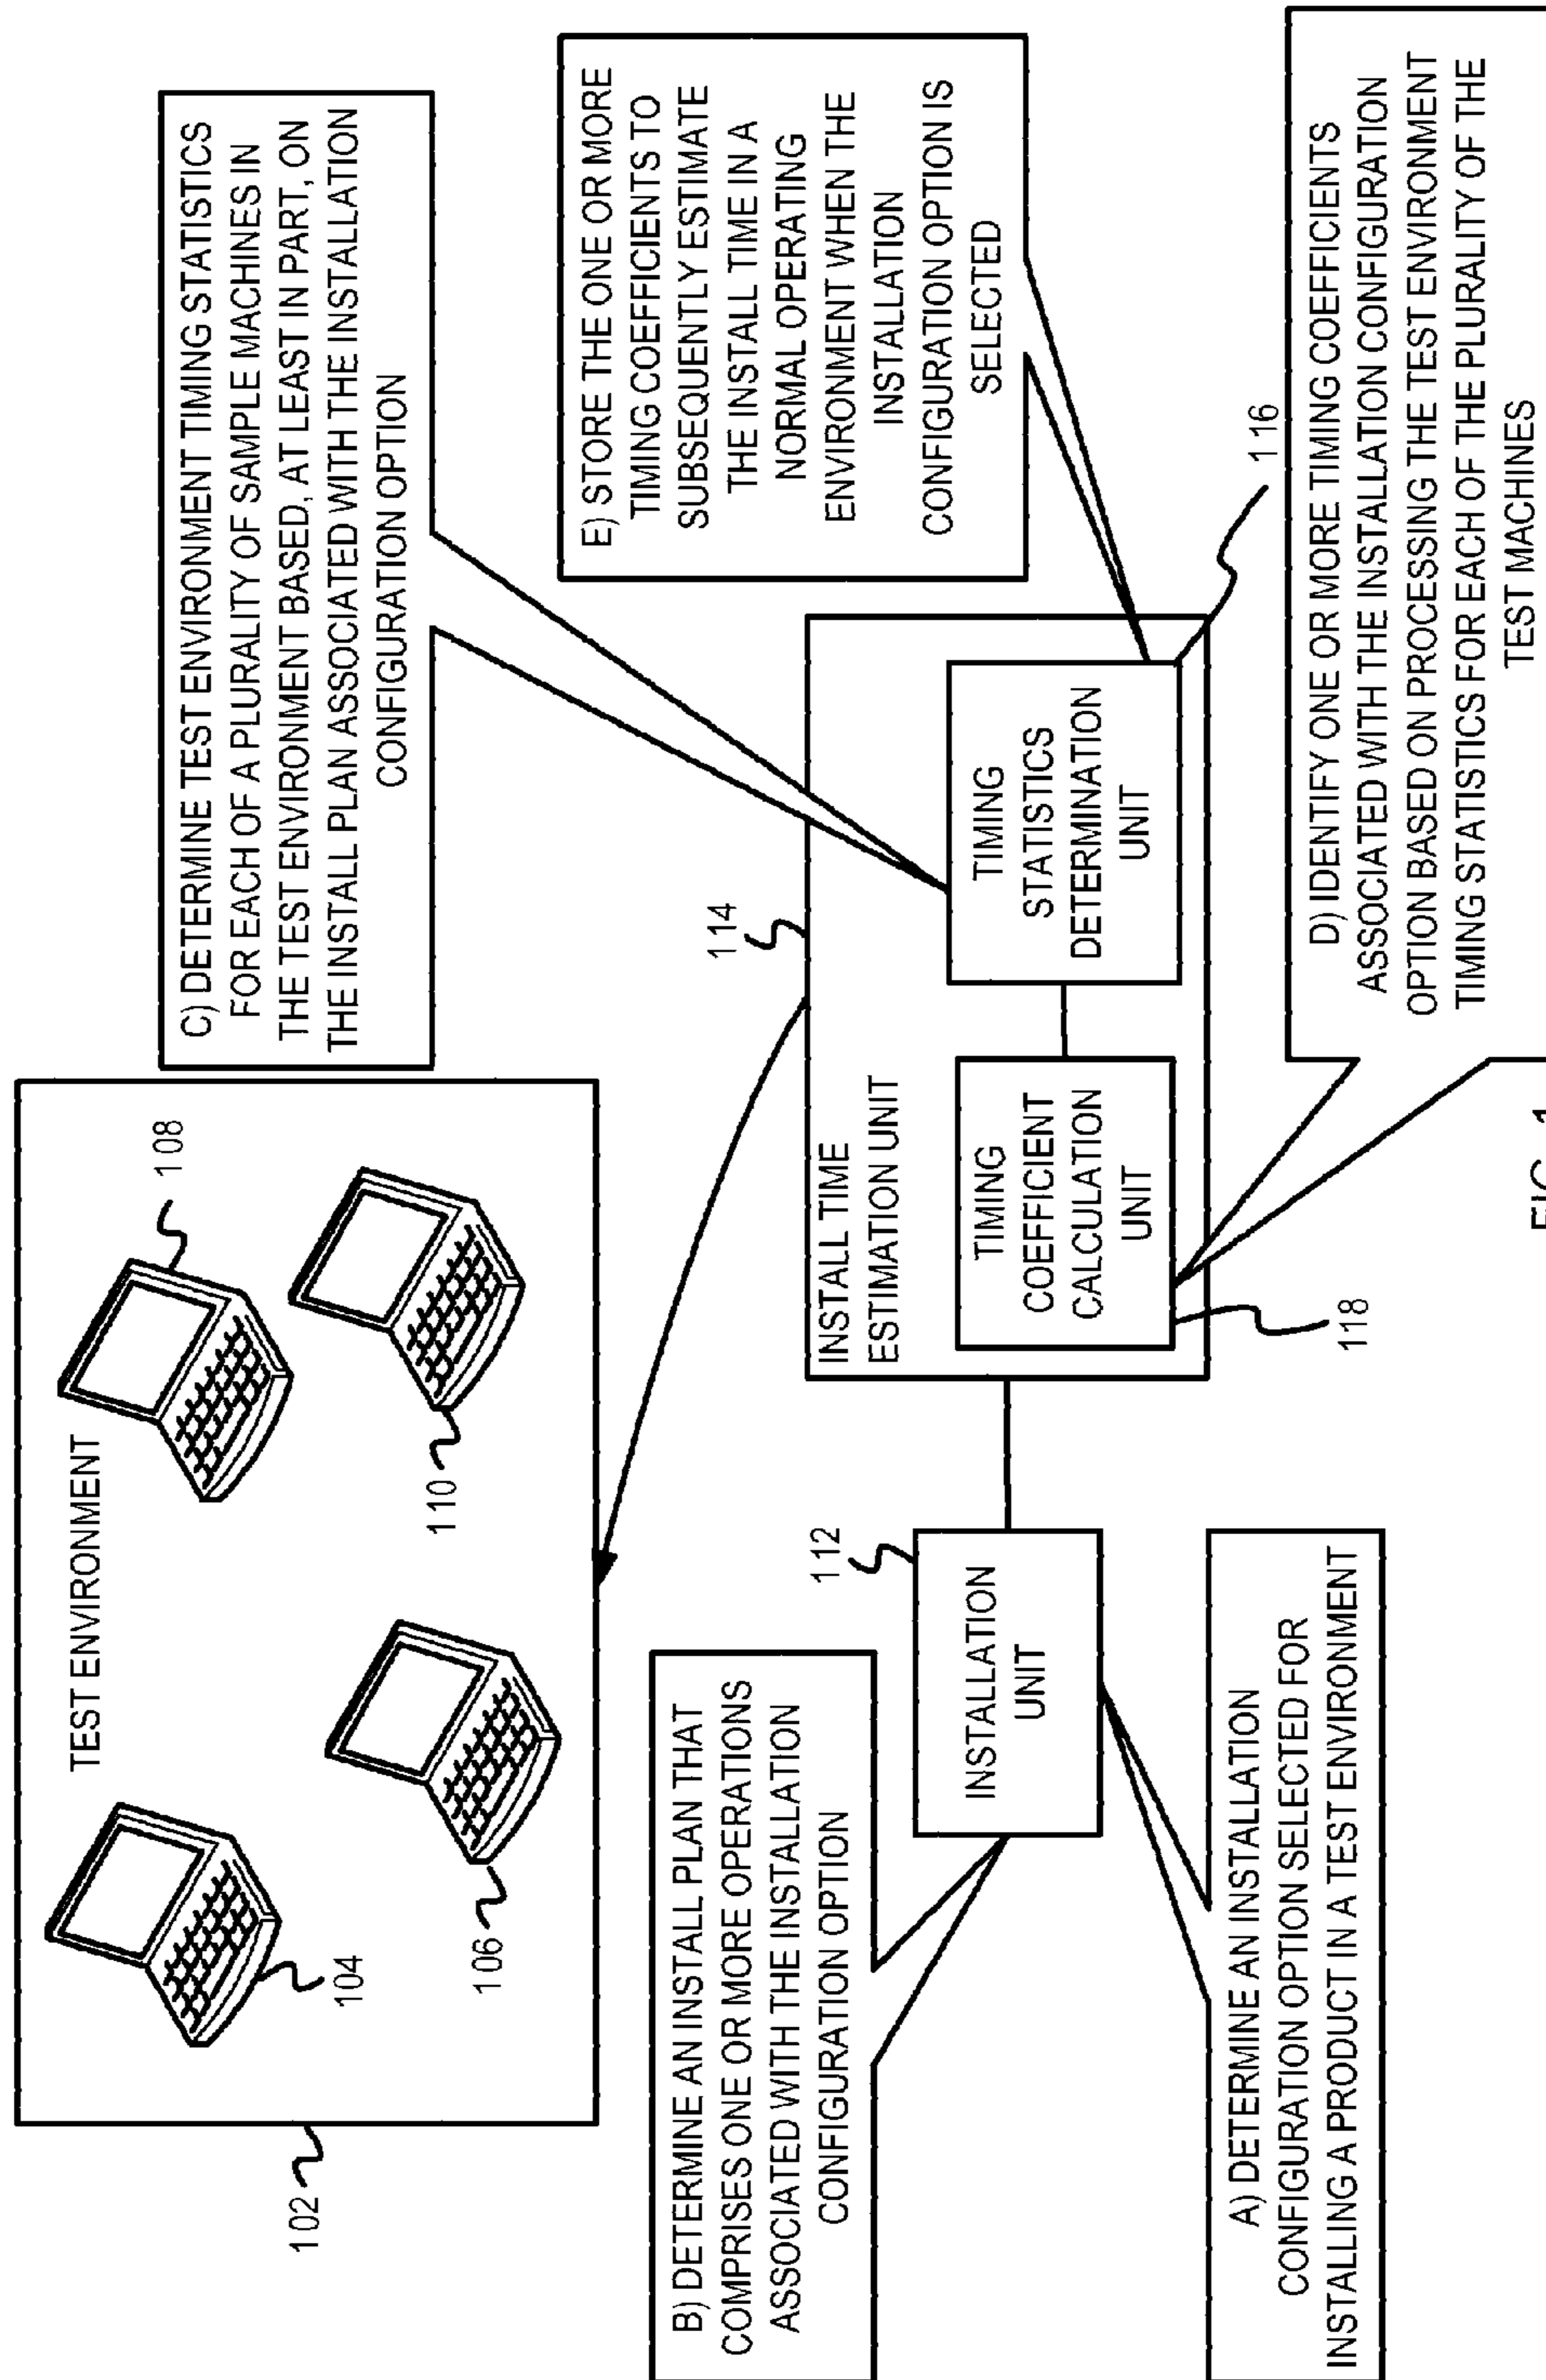 102
TEST ENVIRONMENT
104
106
108
110
C) DETERMINE TEST ENVIRONMENT TIMING STATISTICS
FOR EACH OF A PLURALITY OF SAMPLE MACHINES IN
THE TEST ENVIRONMENT BASED, AT LEAST IN PART, ON
THE INSTALL PLAN ASSOCIATED WITH THE INSTALLATION
CONFIGURATION OPTION
B) DETERMINE AN INSTALL PLAN THAT
COMPRISES ONE OR MORE OPERATIONS
ASSOCIATED WITH THE INSTALLATION
CONFIGURATION OPTION
112
INSTALLATION
UNIT
A) DETERMINE AN INSTALLATION
CONFIGURATION OPTION SELECTED FOR
INSTALLING A PRODUCT IN A TEST ENVIRONMENT
114
INSTALL TIME
ESTIMATION UNIT
TIMING
COEFFICIENT
CALCULATION
UNIT
118
TIMING
STATISTICS
DETERMINATION
UNIT
116
E) STORE THE ONE OR MORE
TIMING COEFFICIENTS TO
SUBSEQUENTLY ESTIMATE
THE INSTALL TIME IN A
NORMAL OPERATING
ENVIRONMENT WHEN THE
INSTALLATION
CONFIGURATION OPTION IS
SELECTED
D) IDENTIFY ONE OR MORE TIMING COEFFICIENTS
ASSOCIATED WITH THE INSTALLATION CONFIGURATION
OPTION BASED ON PROCESSING THE TEST ENVIRONMENT
TIMING STATISTICS FOR EACH OF THE PLURALITY OF THE
TEST MACHINES
FIG. 1